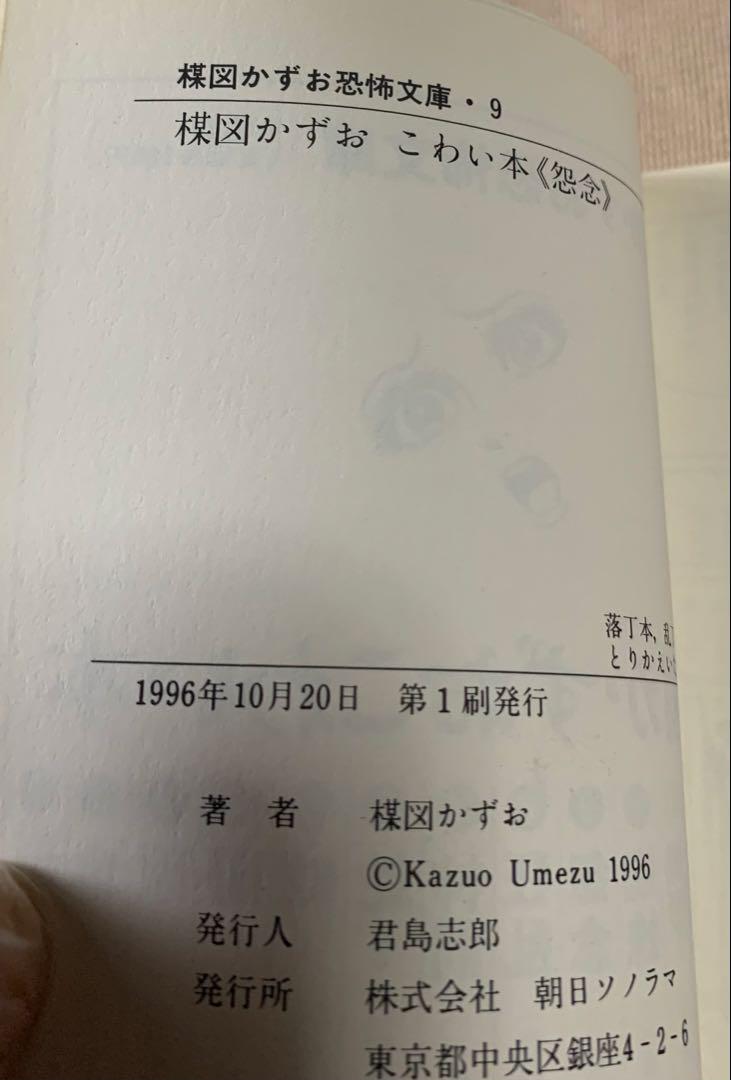 楳図かずお恐怖文庫・9
楳図かずお こわい本《怨念》
落丁本,乱丁
とりかえい
1996年10月20日 第1刷発行
著者 楳図かずお
©Kazuo Umezu 1996
発行人 君島志郎
発行所 株式会社 朝日ソノラマ
東京都中央区銀座4-2-6